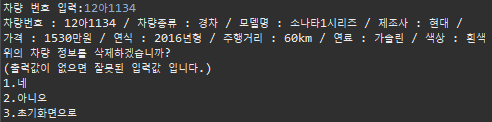 차량 번호 입력:12아1134
차량번호 : 12아1134 / 차량종류 : 경차 / 모델명 : 소나타1시리즈 / 제조사 : 현대 /
가격 : 1530만원 / 연식 : 2016년형 / 주행거리 : 60km / 연료 : 가솔린 / 색상 : 흰색
위의 차량 정보를 삭제하겠습니까?
(출력값이 없으면 잘못된 입력값 입니다.)
1.네
2.아니으
3.초기화면으로